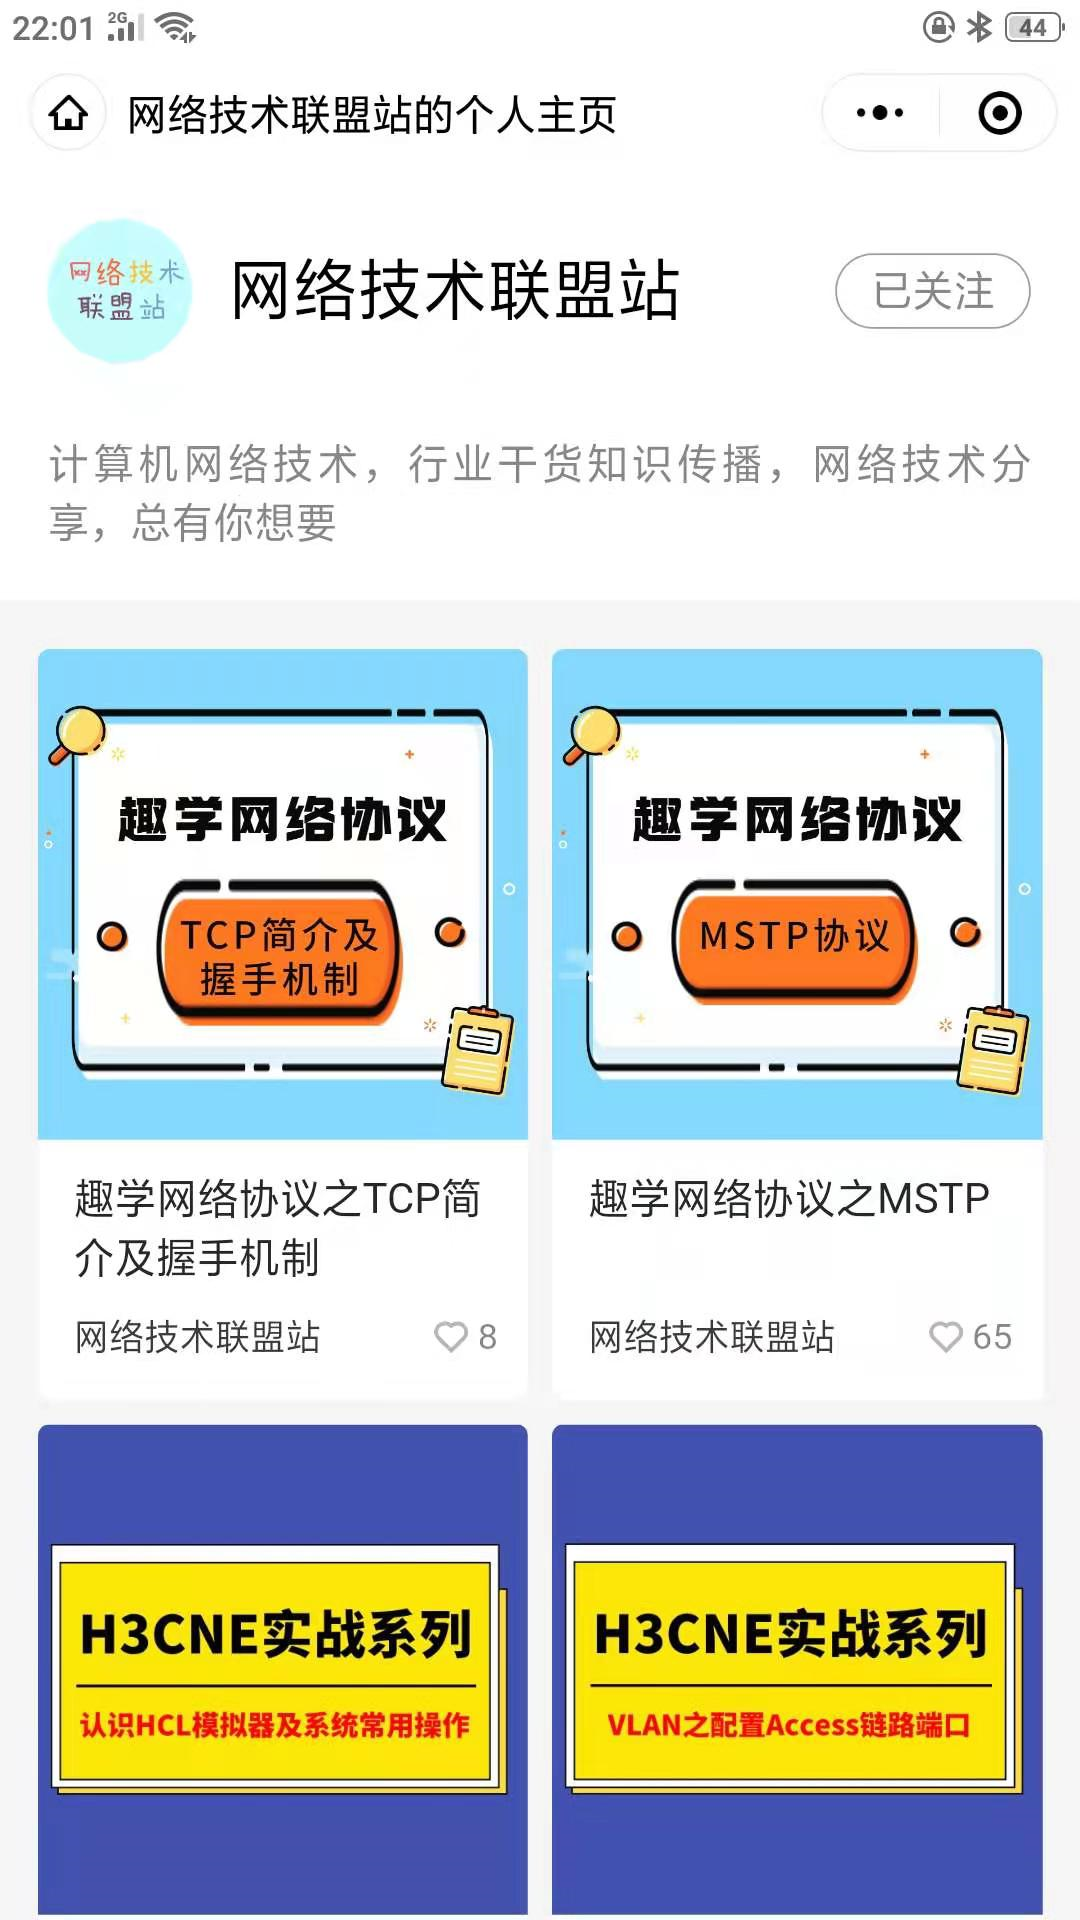 22:01
2G
44
网络技术联盟站的个人主页
网络技术
联盟站
网络技术联盟站
已关注
计算机网络技术，行业干货知识传播，网络技术分
享，总有你想要
趣学网络协议
TCP简介及
握手机制
趣学网络协议
MSTP协议
趣学网络协议之TCP简
介及握手机制
网络技术联盟站
8
趣学网络协议之MSTP
网络技术联盟站
65
H3CNE实战系列
认识HCL模拟器及系统常用操作
H3CNE实战系列
VLAN之配置Access链路端口